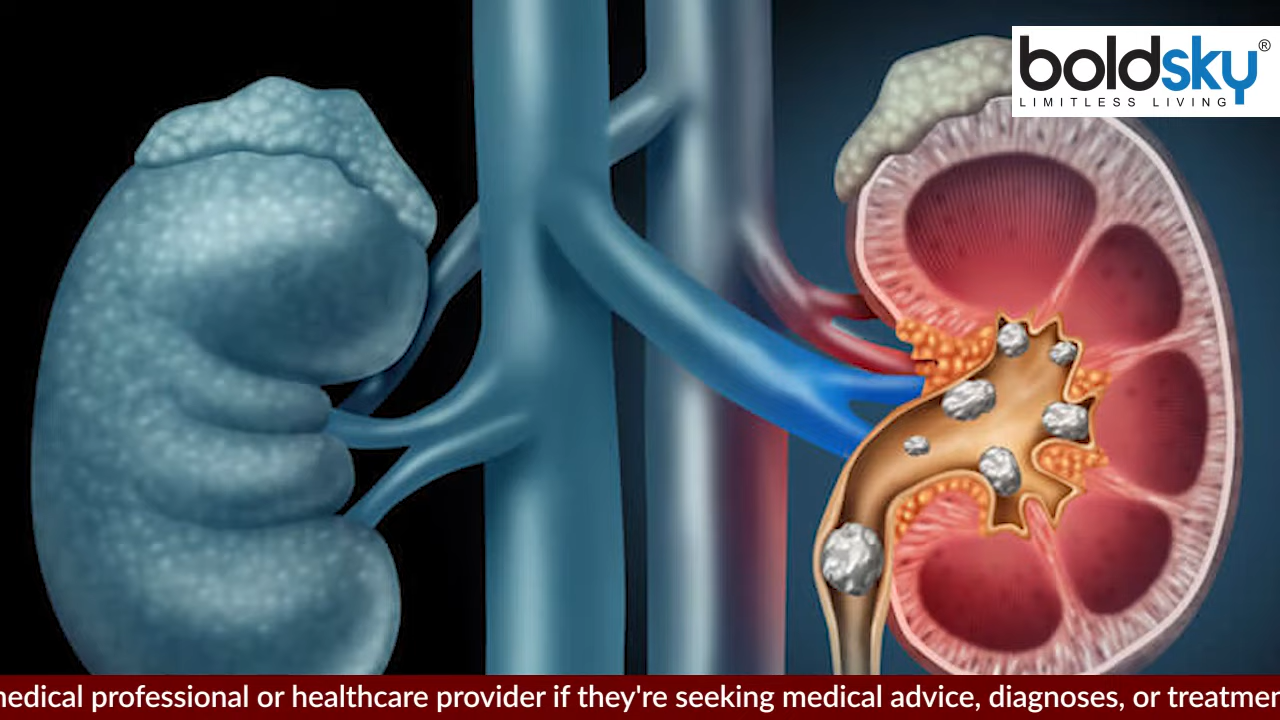 boldsky®
LIMITLESS LIVING
medical professional or healthcare provider if they're seeking medical advice, diagnoses, or treatmen